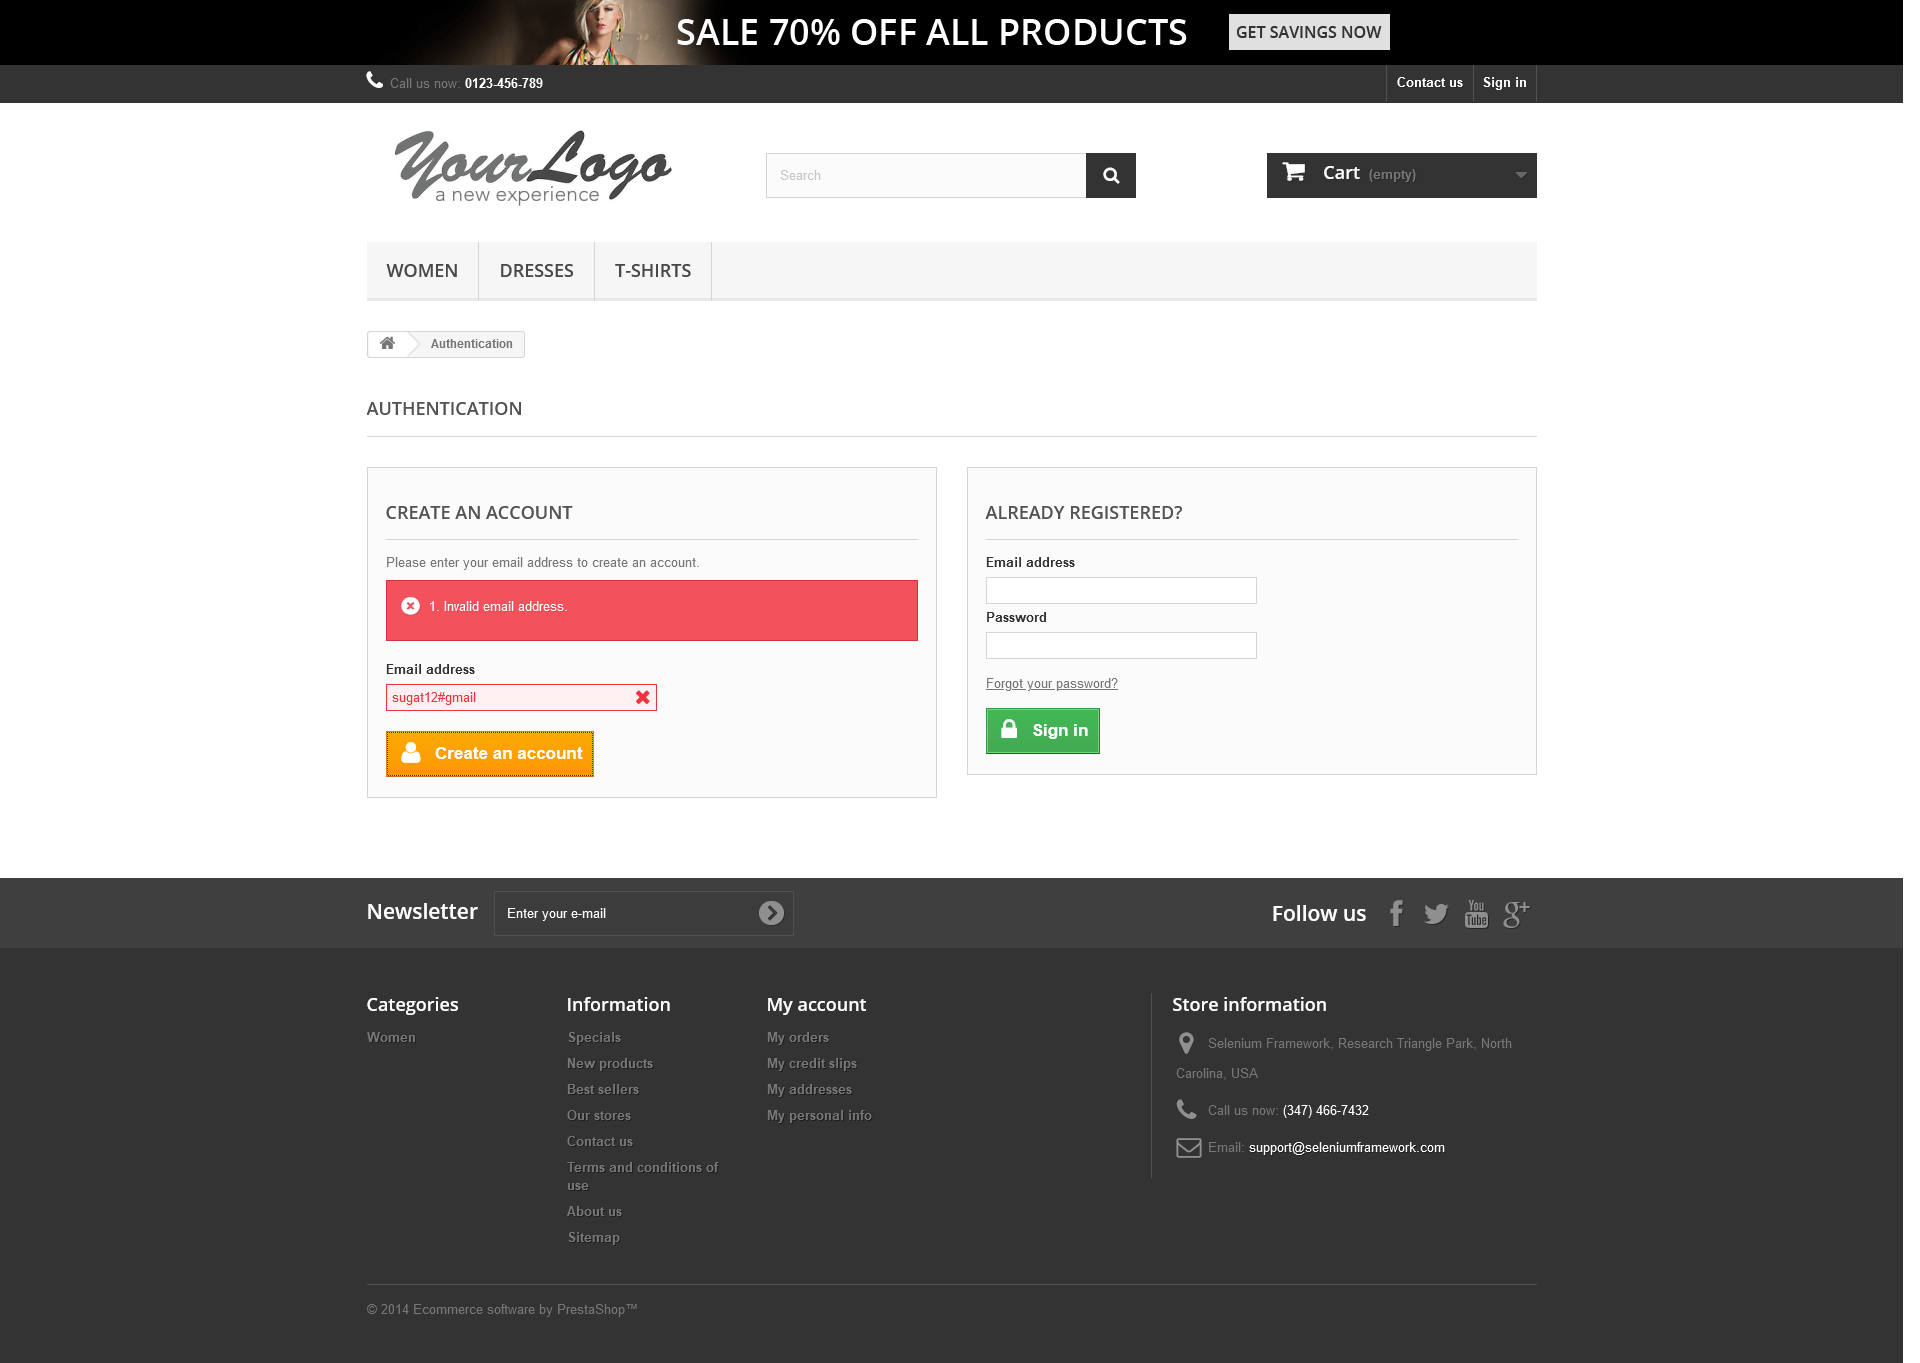 SALE 70% OFF ALL PRODUCTS GET SAVINGS NOW
Call us now: 0123-456-789
Contact us
Sign in
YourLogo
a new experience
Search
Cart (empty)
WOMEN
DRESSES
T-SHIRTS
Authentication
AUTHENTICATION
CREATE AN ACCOUNT
Please enter your email address to create an account.
1. Invalid email address.
Email address
sugat12#gmail
Create an account
ALREADY REGISTERED?
Email address
Password
Forgot your password?
Sign in
Newsletter
Enter your e-mail
Follow us
You
Tube
g+
Categories
Women
Information
Specials
New products
Best sellers
Our stores
Contact us
Terms and conditions of
use
About us
Sitemap
My account
My orders
My credit slips
My addresses
My personal info
Store information
Selenium Framework, Research Triangle Park, North
Carolina, USA
Call us now: (347) 466-7432
Email: support@seleniumframework.com
© 2014 Ecommerce software by PrestaShop™